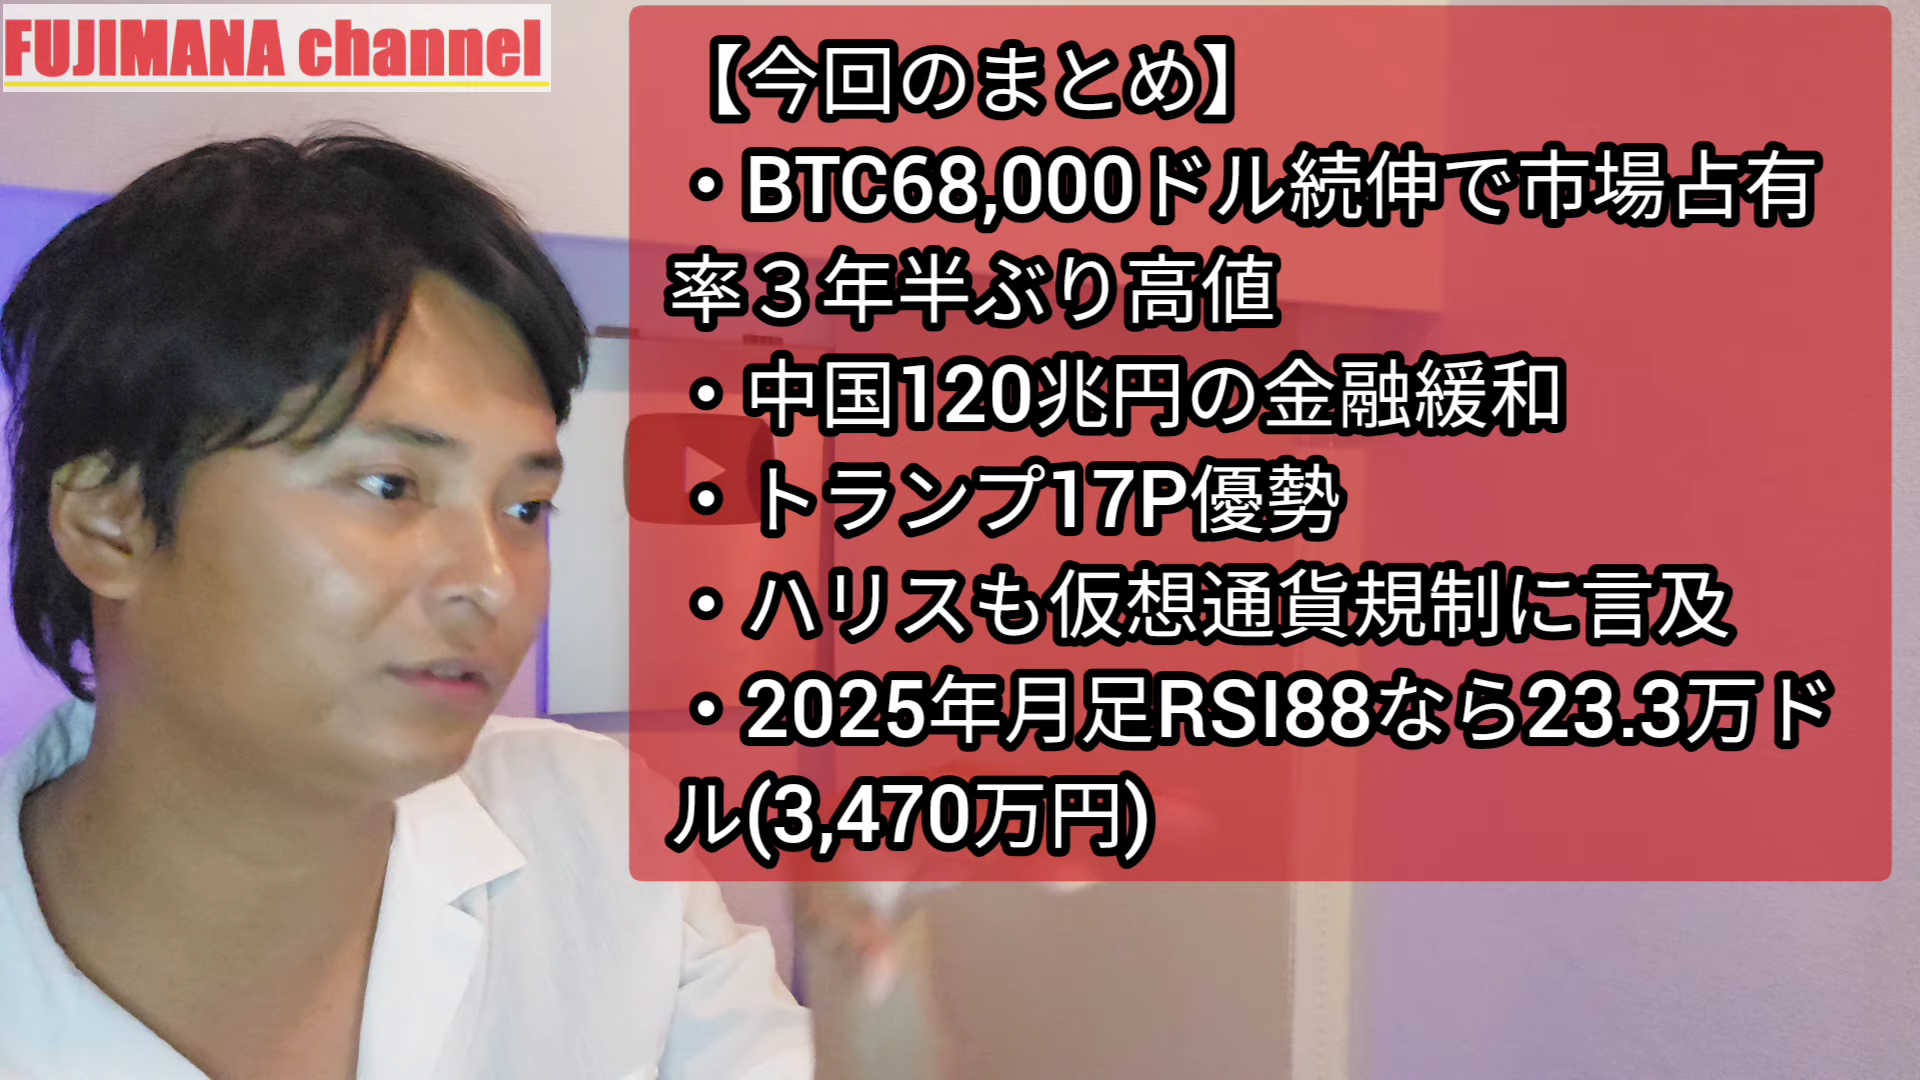 FUJIMANA channel
【今回のまとめ】
・BTC68,000ドル続伸で市場占有
率３年半ぶり高値
・中国120兆円の金融緩和
・トランプ17P優勢
・ハリスも仮想通貨規制に言及
・2025年月足RSI88なら23.3万ド
ル(3,470万円)